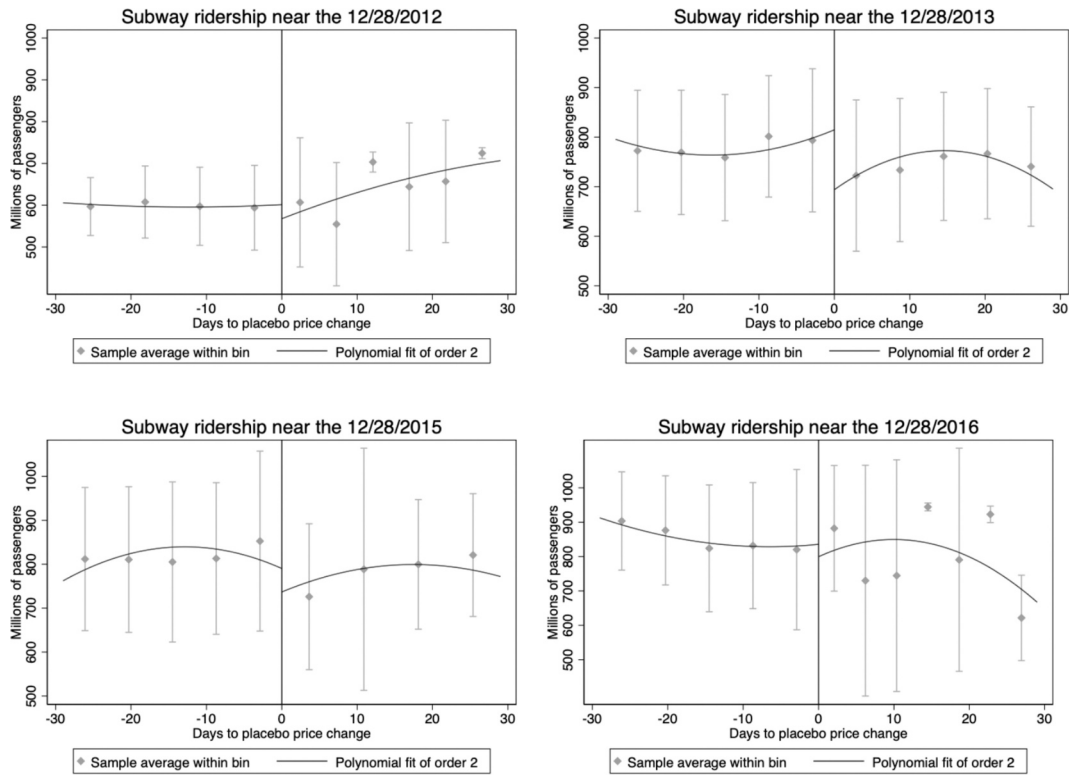 Subway ridership near the 12/28/2012
Millions of passengers
1000
900
800
700
600
500
-30 -20 -10 0 10 20 30
Days to placebo price change
Sample average within bin Polynomial fit of order 2
Subway ridership near the 12/28/2013
Millions of passengers
1000
900
800
700
600
500
-30 -20 -10 0 10 20 30
Days to placebo price change
Sample average within bin Polynomial fit of order 2
Subway ridership near the 12/28/2015
Millions of passengers
1000
900
800
700
600
500
-30 -20 -10 0 10 20 30
Days to placebo price change
Sample average within bin Polynomial fit of order 2
Subway ridership near the 12/28/2016
Millions of passengers
1000
900
800
700
600
500
-30 -20 -10 0 10 20 30
Days to placebo price change
Sample average within bin Polynomial fit of order 2